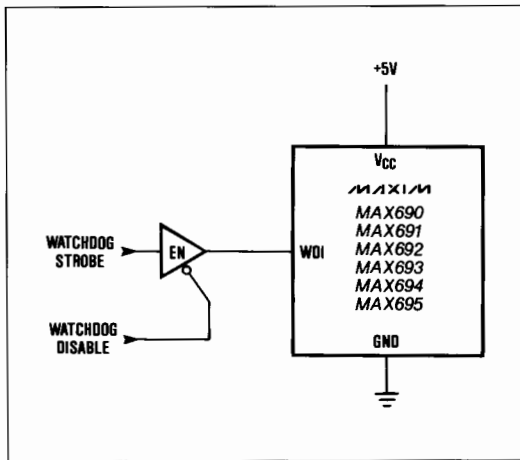 +5V
VCC
MAXIM
MAX690
MAX691
MAX692
MAX693
MAX694
MAX695
WATCHDOG
STROBE
EN
WDI
WATCHDOG
DISABLE
GND